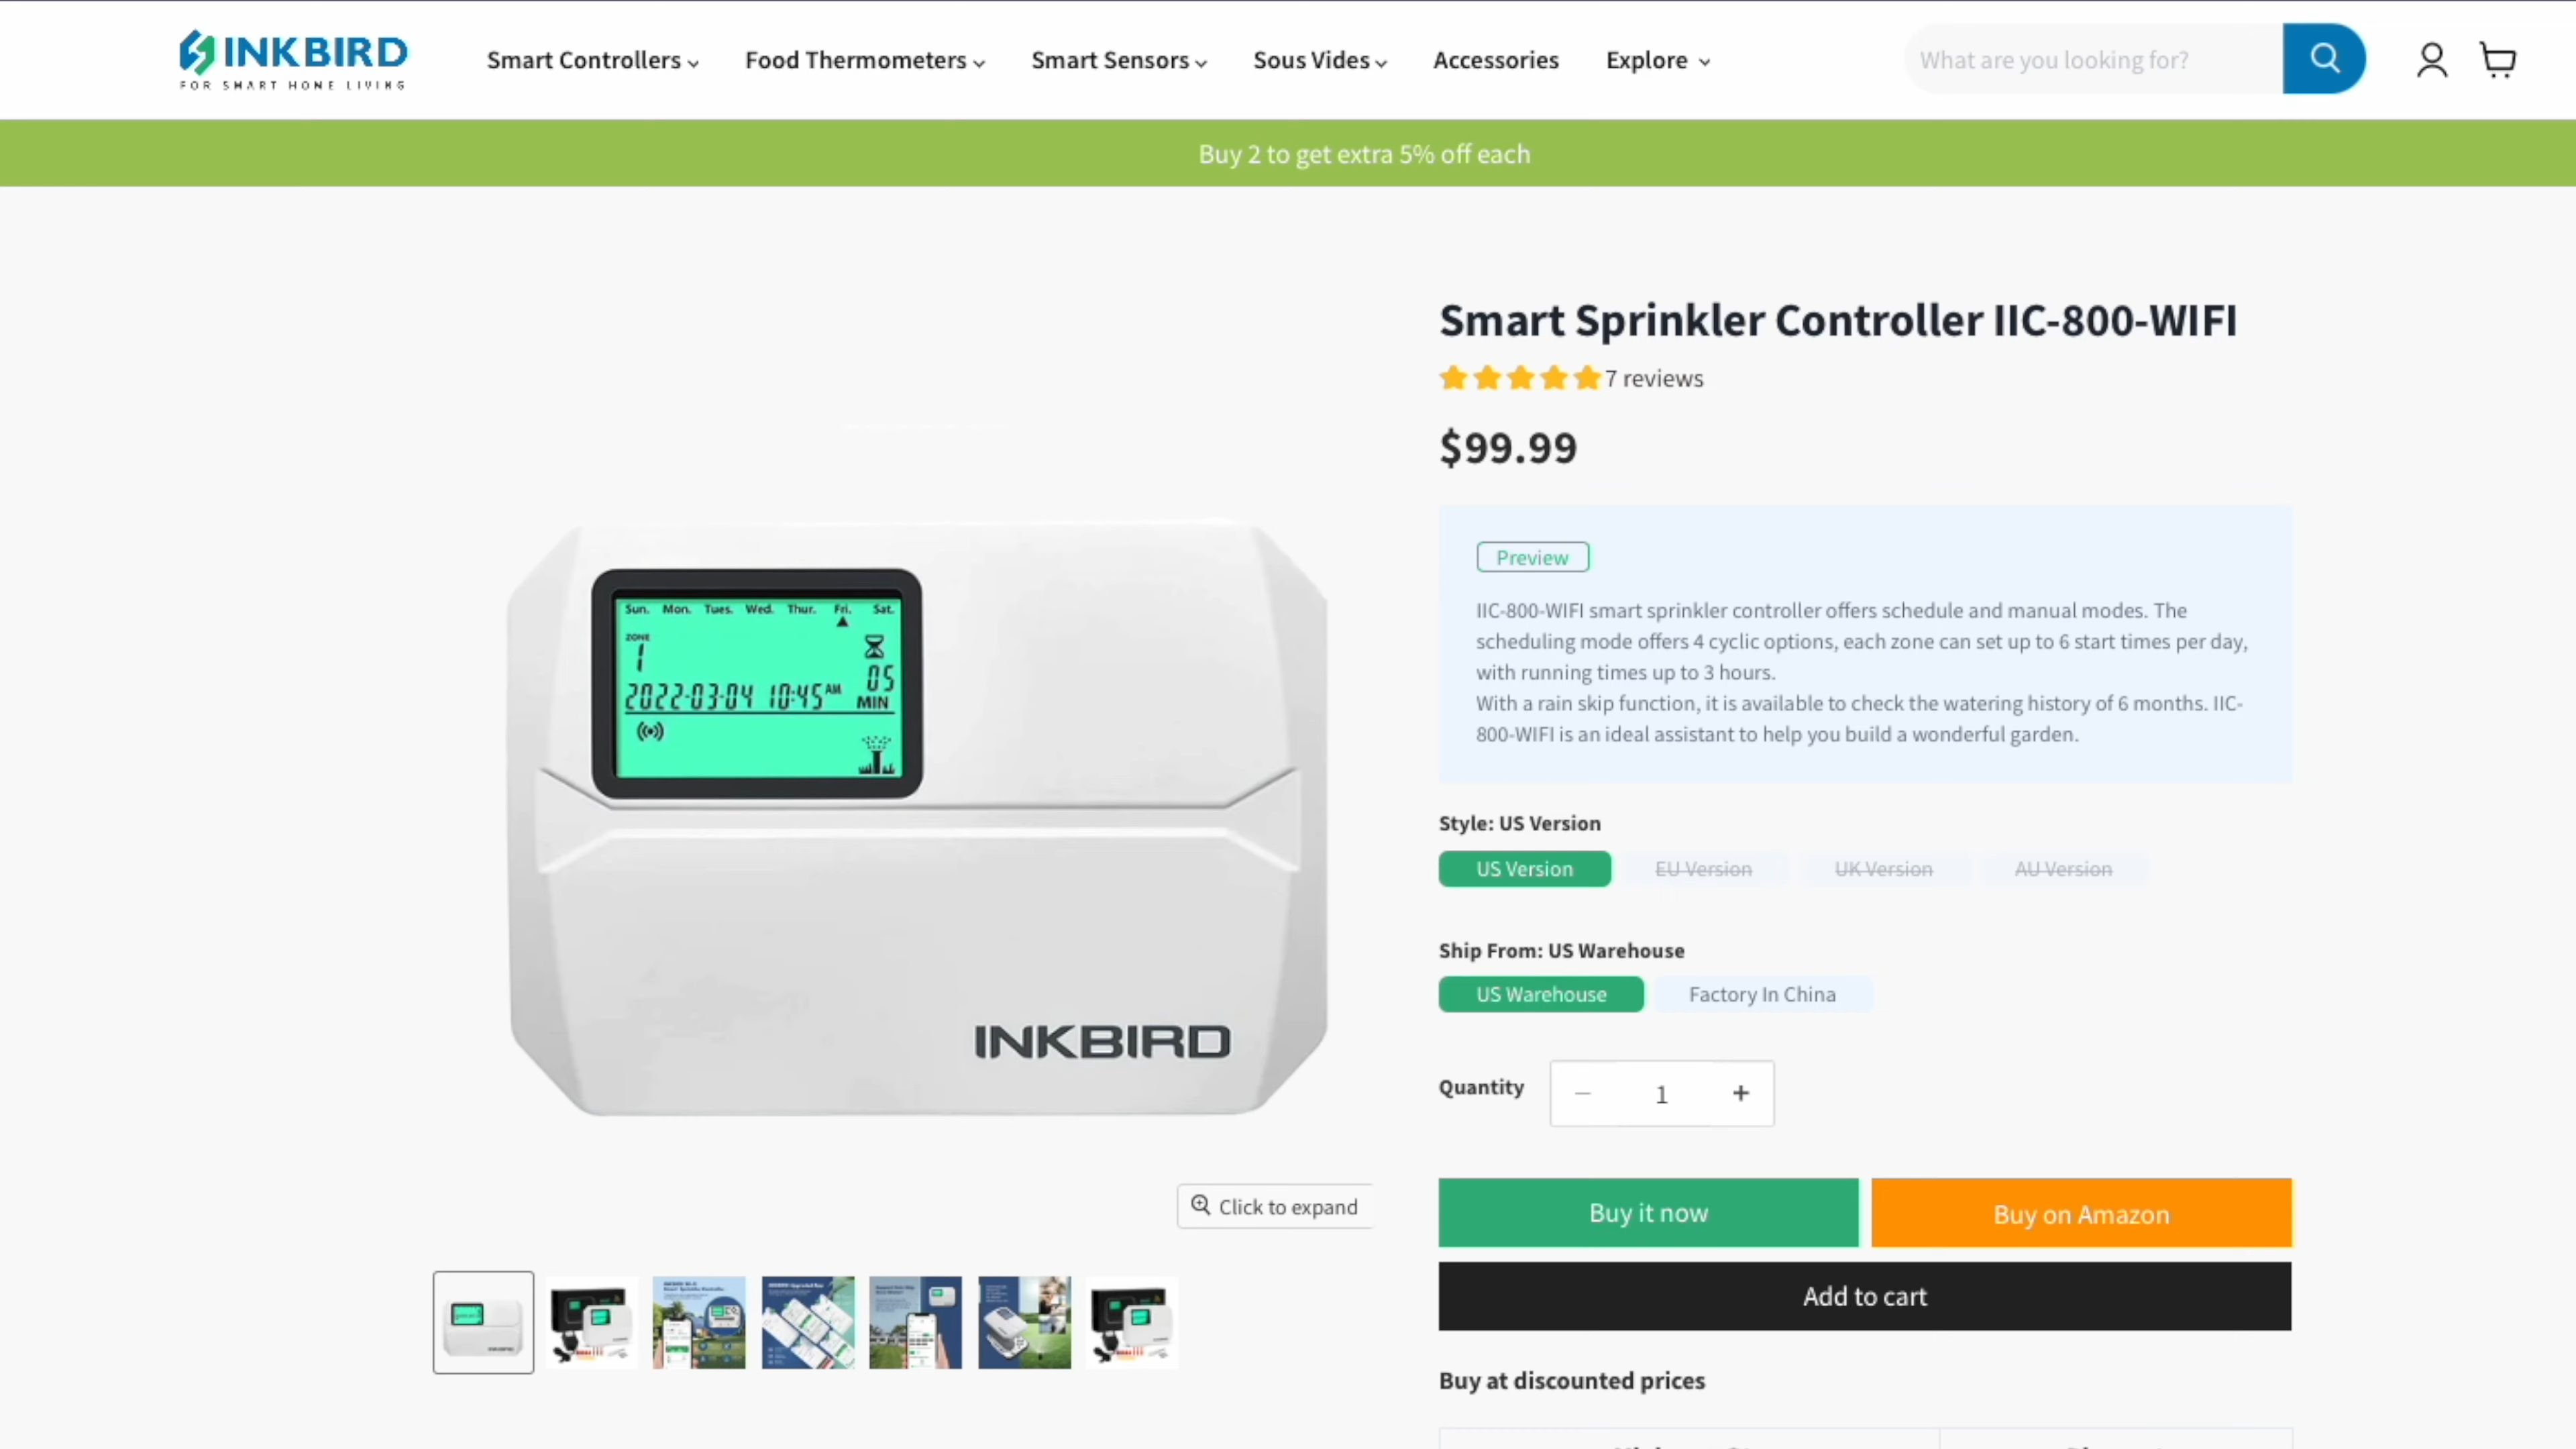 INKBIRD
FOR SMART HOME LIVING
Smart Controllers
Food Thermometers
Smart Sensors
Sous Vides
Accessories
Explore
What are you looking for?
Buy 2 to get extra 5% off each
Sun. Mon. Tues. Wed. Thur. Fri. Sat.
ZONE
1
05
2022-03-04 10:45 AM MIN
INKBIRD
Click to expand
Smart Sprinkler Controller IIC-800-WIFI
7 reviews
$99.99
Preview
IIC-800-WIFI smart sprinkler controller offers schedule and manual modes. The
scheduling mode offers 4 cyclic options, each zone can set up to 6 start times per day,
with running times up to 3 hours.
With a rain skip function, it is available to check the watering history of 6 months. IIC-
800-WIFI is an ideal assistant to help you build a wonderful garden.
Style: US Version
US Version EU Version UK Version AU Version
Ship From: US Warehouse
US Warehouse Factory In China
Quantity − 1 +
Buy it now Buy on Amazon
Add to cart
Buy at discounted prices